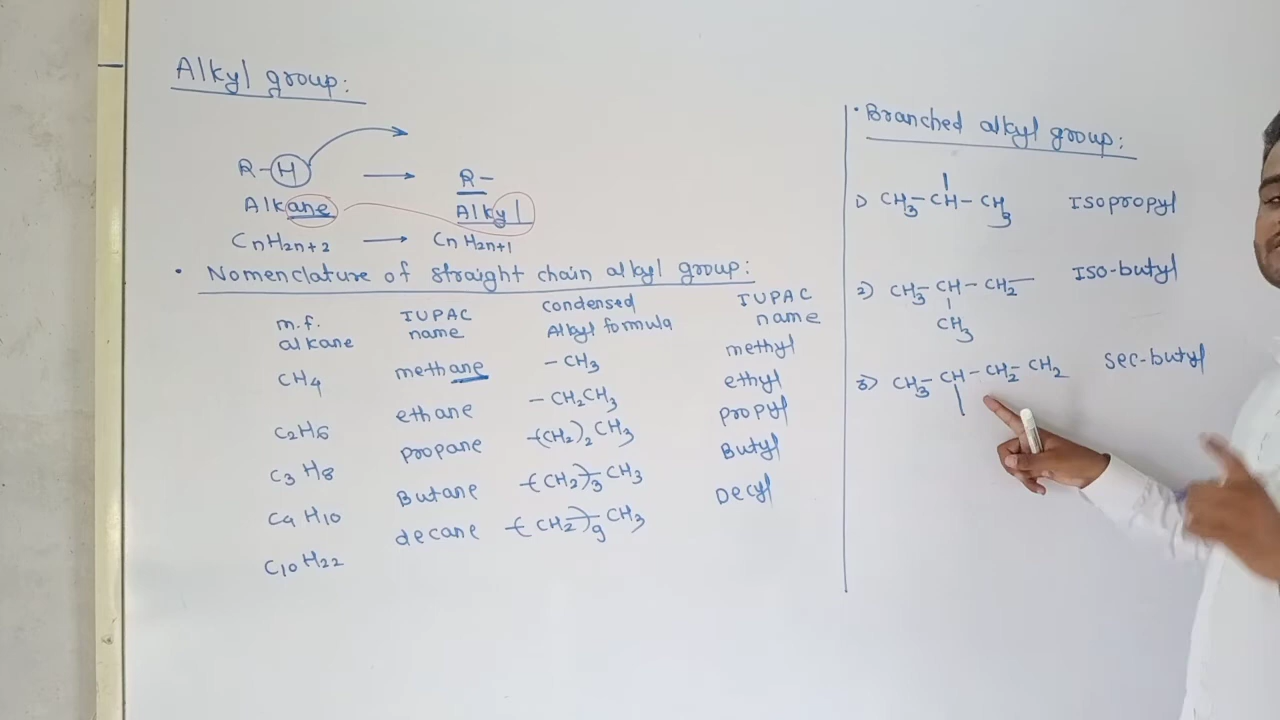 Alkyl group:
R-H → R-
Alkane Alkyl
CnH2n+2 → CnH2n+1
• Nomenclature of straight chain alkyl group:
m.f. alkane
IUPAC name
condensed Alkyl formula
IUPAC name
CH4 methane -CH3 methyl
C2H6 ethane -CH2CH3 ethyl
C3H8 propane -(CH2)2CH3 propyl
C4H10 Butane -(CH2)3CH3 Butyl
C10H22 decane -(CH2)9CH3 Decyl
• Branched alkyl group:
1) CH3-CH-CH3 Isopropyl
2) CH3-CH-CH2- Iso-butyl
CH3
3) CH3-CH-CH2-CH2 sec-butyl